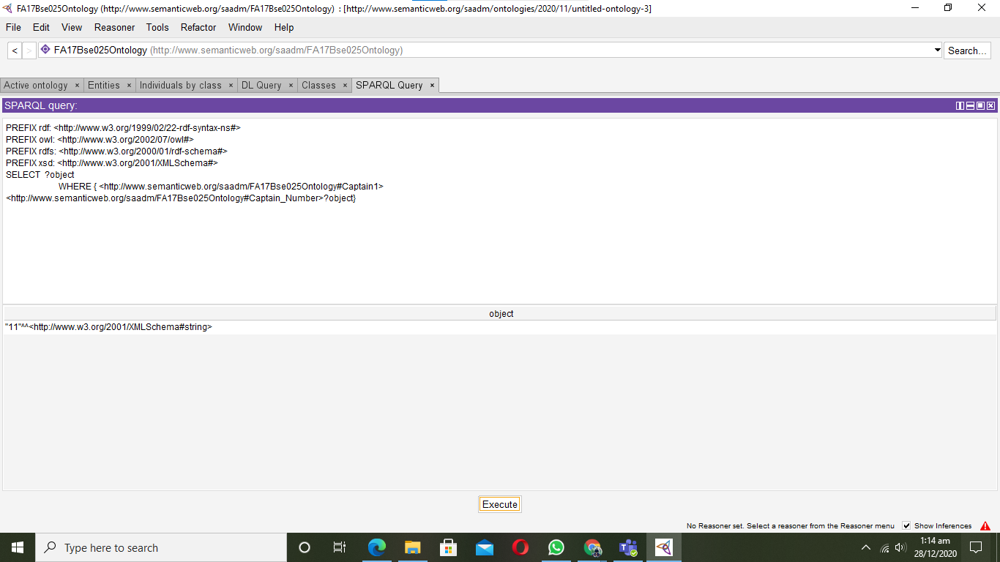 FA17Bse025Ontology (http://www.semanticweb.org/saadm/FA17Bse025Ontology) : [http://www.semanticweb.org/saadm/ontologies/2020/11/untitled-ontology-3]
File Edit View Reasoner Tools Refactor Window Help
< > FA17Bse025Ontology (http://www.semanticweb.org/saadm/FA17Bse025Ontology) Search...
Active ontology × Entities × Individuals by class × DL Query × Classes × SPARQL Query ×
SPARQL query:
PREFIX rdf: <http://www.w3.org/1999/02/22-rdf-syntax-ns#>
PREFIX owl: <http://www.w3.org/2002/07/owl#>
PREFIX rdfs: <http://www.w3.org/2000/01/rdf-schema#>
PREFIX xsd: <http://www.w3.org/2001/XMLSchema#>
SELECT ?object
WHERE { <http://www.semanticweb.org/saadm/FA17Bse025Ontology#Captain1>
<http://www.semanticweb.org/saadm/FA17Bse025Ontology#Captain_Number>?object}
object
"11"^^<http://www.w3.org/2001/XMLSchema#string>
Execute
No Reasoner set. Select a reasoner from the Reasoner menu Show Inferences
Type here to search
1:14 am
28/12/2020